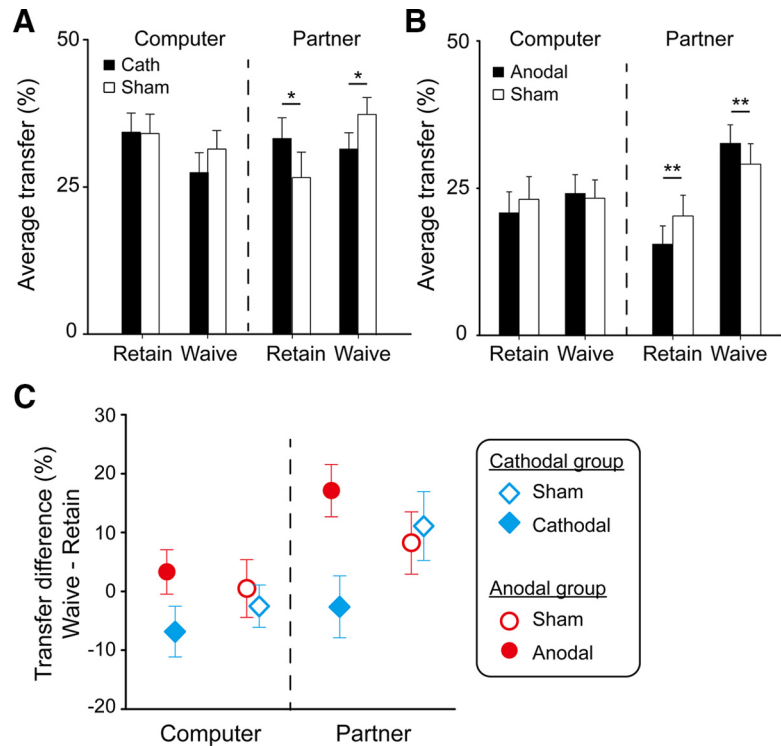 A
Computer
Partner
Cath
Sham
*
*
50
25
0
Average transfer (%)
Retain Waive
Retain Waive
B
Computer
Partner
Anodal
Sham
**
**
50
25
0
Average transfer (%)
Retain Waive
Retain Waive
C
30
20
10
0
-10
-20
Transfer difference (%)
Waive - Retain
Computer
Partner
Cathodal group
Sham
Cathodal
Anodal group
Sham
Anodal